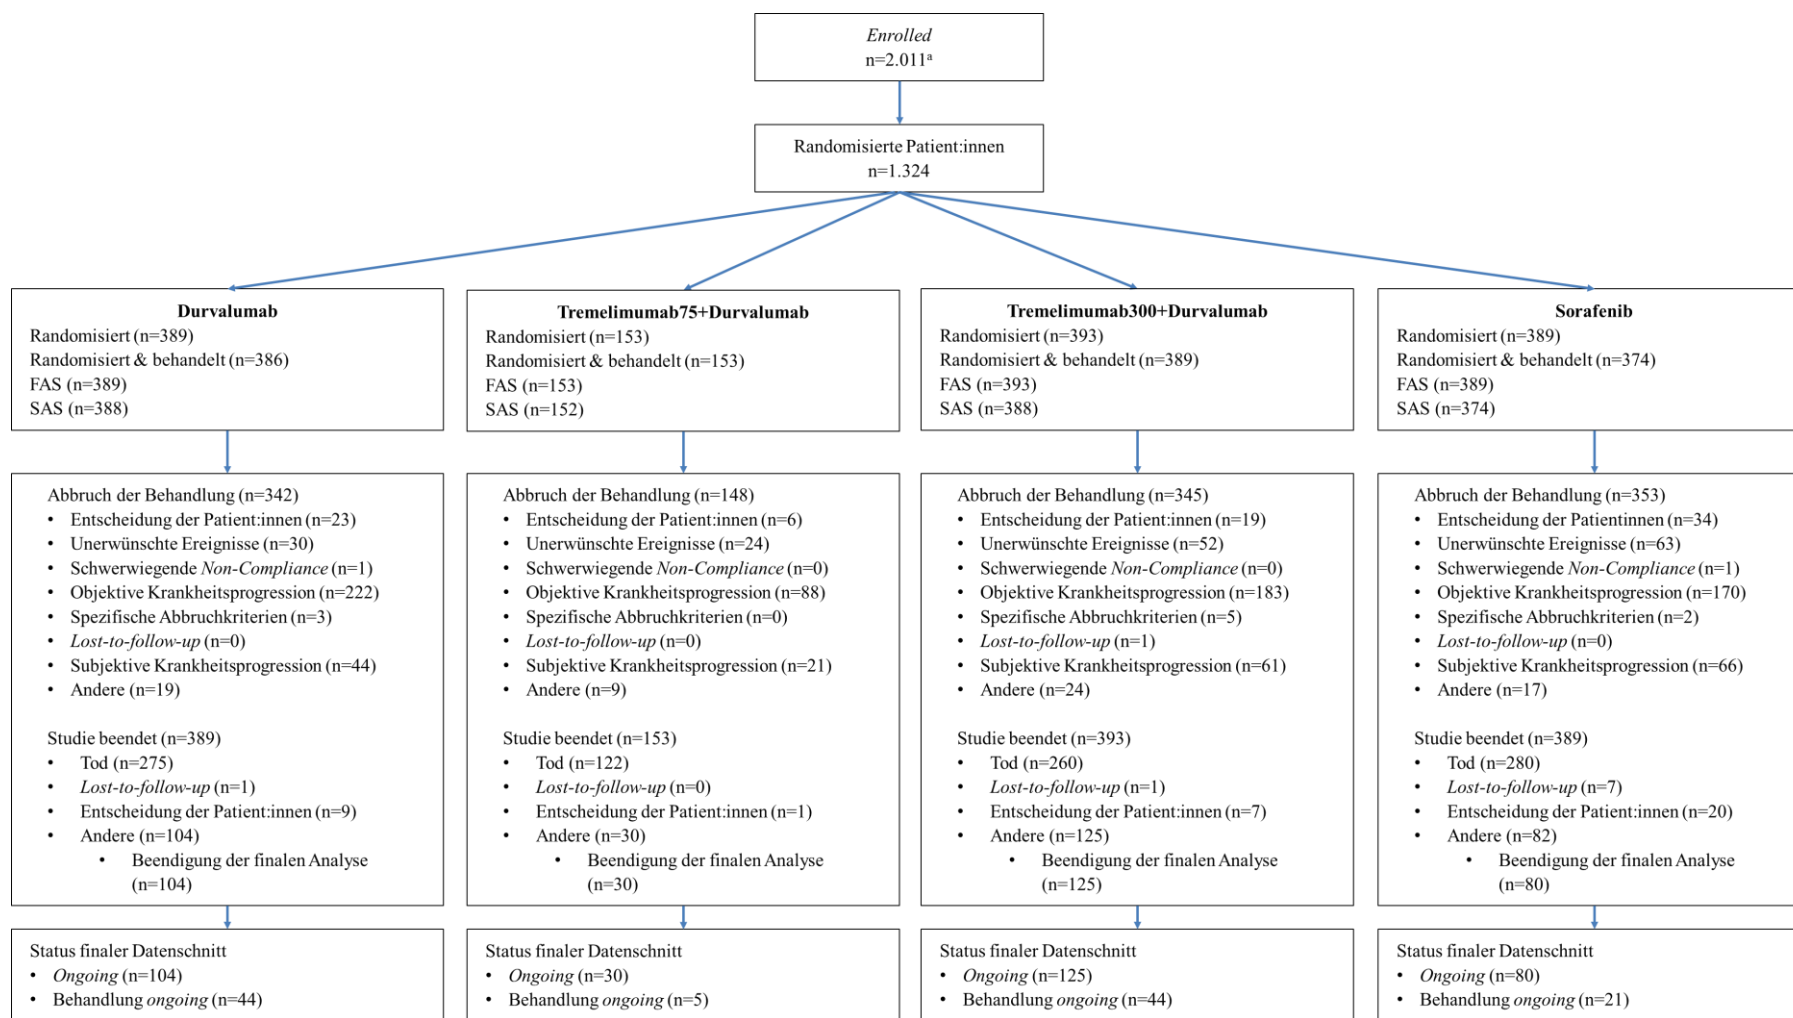 Enrolled
n=2.011ᵃ
Randomisierte Patient:innen
n=1.324
Durvalumab
Randomisiert (n=389)
Randomisiert & behandelt (n=386)
FAS (n=389)
SAS (n=388)
Tremelimumab75+Durvalumab
Randomisiert (n=153)
Randomisiert & behandelt (n=153)
FAS (n=153)
SAS (n=152)
Tremelimumab300+Durvalumab
Randomisiert (n=393)
Randomisiert & behandelt (n=389)
FAS (n=393)
SAS (n=388)
Sorafenib
Randomisiert (n=389)
Randomisiert & behandelt (n=374)
FAS (n=389)
SAS (n=374)
Abbruch der Behandlung (n=342)
• Entscheidung der Patient:innen (n=23)
• Unerwünschte Ereignisse (n=30)
• Schwerwiegende Non-Compliance (n=1)
• Objektive Krankheitsprogression (n=222)
• Spezifische Abbruchkriterien (n=3)
• Lost-to-follow-up (n=0)
• Subjektive Krankheitsprogression (n=44)
• Andere (n=19)
Studie beendet (n=389)
• Tod (n=275)
• Lost-to-follow-up (n=1)
• Entscheidung der Patient:innen (n=9)
• Andere (n=104)
• Beendigung der finalen Analyse
(n=104)
Abbruch der Behandlung (n=148)
• Entscheidung der Patient:innen (n=6)
• Unerwünschte Ereignisse (n=24)
• Schwerwiegende Non-Compliance (n=0)
• Objektive Krankheitsprogression (n=88)
• Spezifische Abbruchkriterien (n=0)
• Lost-to-follow-up (n=0)
• Subjektive Krankheitsprogression (n=21)
• Andere (n=9)
Studie beendet (n=153)
• Tod (n=122)
• Lost-to-follow-up (n=0)
• Entscheidung der Patient:innen (n=1)
• Andere (n=30)
• Beendigung der finalen Analyse
(n=30)
Abbruch der Behandlung (n=345)
• Entscheidung der Patient:innen (n=19)
• Unerwünschte Ereignisse (n=52)
• Schwerwiegende Non-Compliance (n=0)
• Objektive Krankheitsprogression (n=183)
• Spezifische Abbruchkriterien (n=5)
• Lost-to-follow-up (n=1)
• Subjektive Krankheitsprogression (n=61)
• Andere (n=24)
Studie beendet (n=393)
• Tod (n=260)
• Lost-to-follow-up (n=1)
• Entscheidung der Patient:innen (n=7)
• Andere (n=125)
• Beendigung der finalen Analyse
(n=125)
Abbruch der Behandlung (n=353)
• Entscheidung der Patientinnen (n=34)
• Unerwünschte Ereignisse (n=63)
• Schwerwiegende Non-Compliance (n=1)
• Objektive Krankheitsprogression (n=170)
• Spezifische Abbruchkriterien (n=2)
• Lost-to-follow-up (n=0)
• Subjektive Krankheitsprogression (n=66)
• Andere (n=17)
Studie beendet (n=389)
• Tod (n=280)
• Lost-to-follow-up (n=7)
• Entscheidung der Patient:innen (n=20)
• Andere (n=82)
• Beendigung der finalen Analyse
(n=80)
Status finaler Datenschnitt
• Ongoing (n=104)
• Behandlung ongoing (n=44)
Status finaler Datenschnitt
• Ongoing (n=30)
• Behandlung ongoing (n=5)
Status finaler Datenschnitt
• Ongoing (n=125)
• Behandlung ongoing (n=44)
Status finaler Datenschnitt
• Ongoing (n=80)
• Behandlung ongoing (n=21)